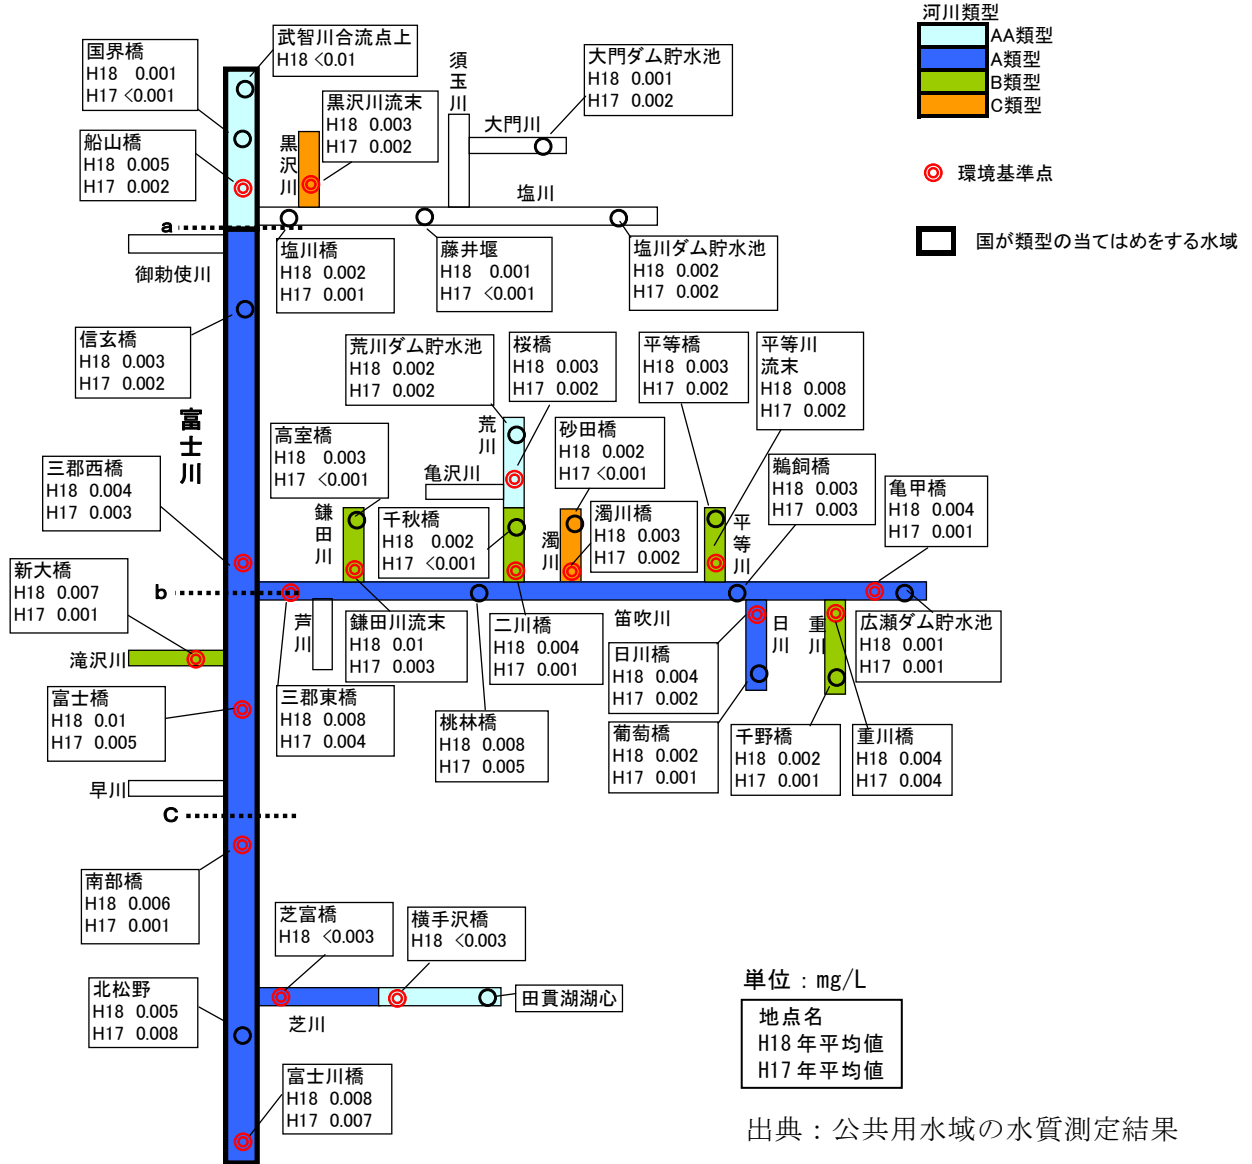 河川類型
AA類型
A類型
B類型
C類型
環境基準点
国が類型の当てはめをする水域
武智川合流点上
H18 <0.01
国界橋
H18 0.001
H17 <0.001
船山橋
H18 0.005
H17 0.002
黒沢川流末
H18 0.003
H17 0.002
黒沢川
須玉川
大門ダム貯水池
H18 0.001
H17 0.002
大門川
塩川
a
御勅使川
塩川橋
H18 0.002
H17 0.001
藤井堰
H18 0.001
H17 <0.001
塩川ダム貯水池
H18 0.002
H17 0.002
信玄橋
H18 0.003
H17 0.002
富士川
荒川ダム貯水池
H18 0.002
H17 0.002
桜橋
H18 0.003
H17 0.002
平等橋
H18 0.003
H17 0.002
平等川
流末
H18 0.008
H17 0.002
荒川
亀沢川
高室橋
H18 0.003
H17 <0.001
砂田橋
H18 0.002
H17 <0.001
鵜飼橋
H18 0.003
H17 0.003
亀甲橋
H18 0.004
H17 0.001
三郡西橋
H18 0.004
H17 0.003
鎌田川
千秋橋
H18 0.002
H17 <0.001
濁川
濁川橋
H18 0.003
H17 0.002
平等川
新大橋
H18 0.007
H17 0.001
b
芦川
鎌田川流末
H18 0.01
H17 0.003
二川橋
H18 0.004
H17 0.001
笛吹川
日川橋
H18 0.004
H17 0.002
日川
重川
広瀬ダム貯水池
H18 0.001
H17 0.001
滝沢川
富士橋
H18 0.01
H17 0.005
三郡東橋
H18 0.008
H17 0.004
桃林橋
H18 0.008
H17 0.005
葡萄橋
H18 0.002
H17 0.001
千野橋
H18 0.002
H17 0.001
重川橋
H18 0.004
H17 0.004
早川
C
南部橋
H18 0.006
H17 0.001
芝富橋
H18 <0.003
横手沢橋
H18 <0.003
田貫湖湖心
芝川
北松野
H18 0.005
H17 0.008
富士川橋
H18 0.008
H17 0.007
単位：mg/L
地点名
H18年平均値
H17年平均値
出典：公共用水域の水質測定結果